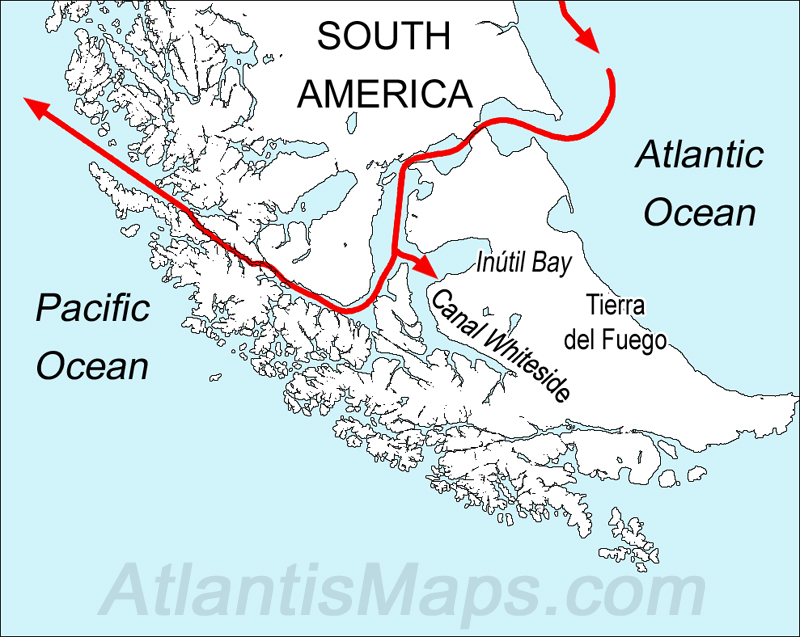 SOUTH
AMERICA
Atlantic
Ocean
Inútil Bay
Pacific
Ocean
Canal Whiteside
Tierra
del Fuego
AtlantisMaps.com